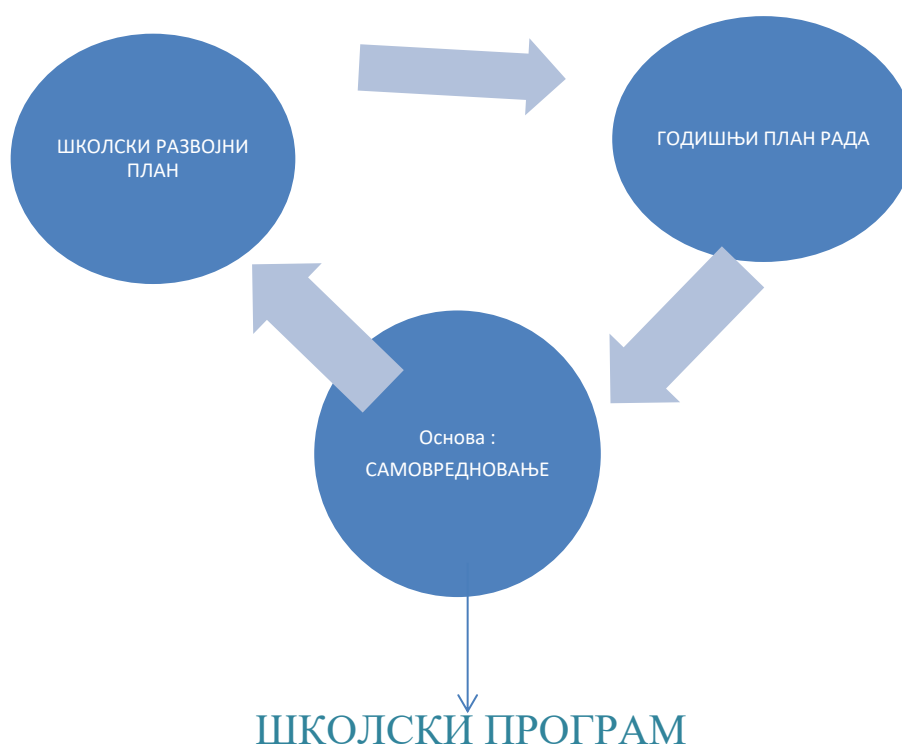 ШКОЛСКИ РАЗВОЈНИ
ПЛАН
ГОДИШЊИ ПЛАН РАДА
Основа :
САМОВРЕДНОВАЊЕ
ШКОЛСКИ ПРОГРАМ